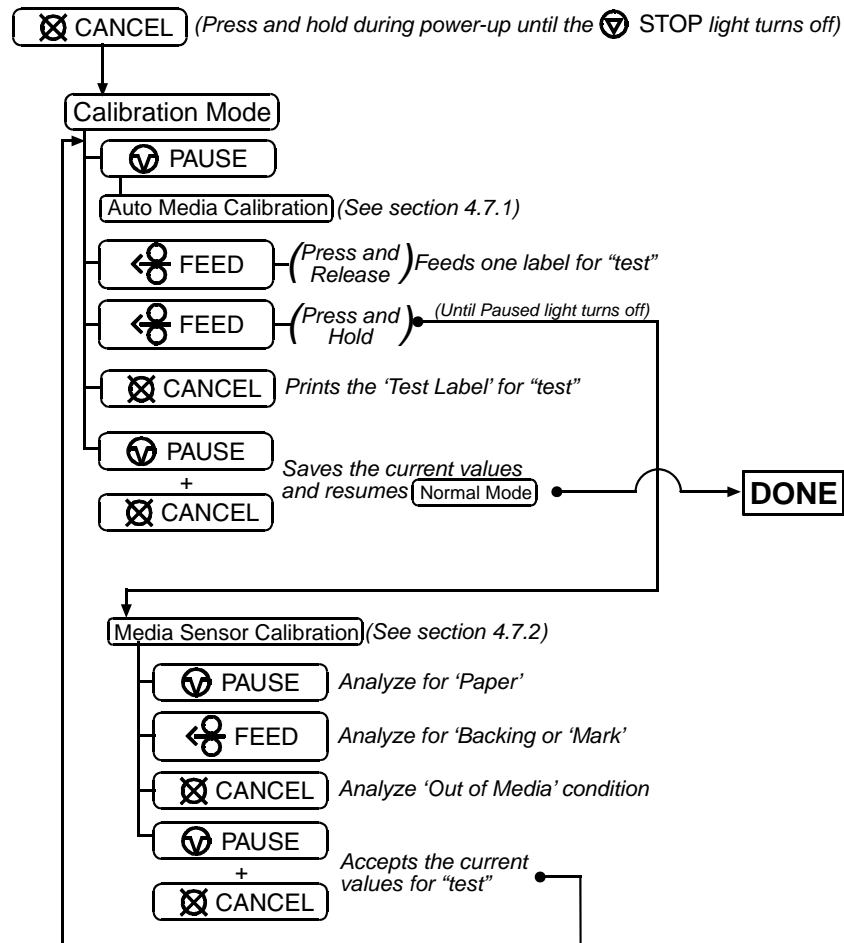 CANCEL (Press and hold during power-up until the STOP light turns off)
Calibration Mode
PAUSE
Auto Media Calibration (See section 4.7.1)
FEED (Press and Release) Feeds one label for “test”
FEED (Press and Hold) (Until Paused light turns off)
CANCEL Prints the ‘Test Label’ for “test”
PAUSE
+
CANCEL
Saves the current values
and resumes Normal Mode
DONE
Media Sensor Calibration (See section 4.7.2)
PAUSE Analyze for ‘Paper’
FEED Analyze for ‘Backing or ‘Mark’
CANCEL Analyze ‘Out of Media’ condition
PAUSE
+
CANCEL
Accepts the current
values for “test”